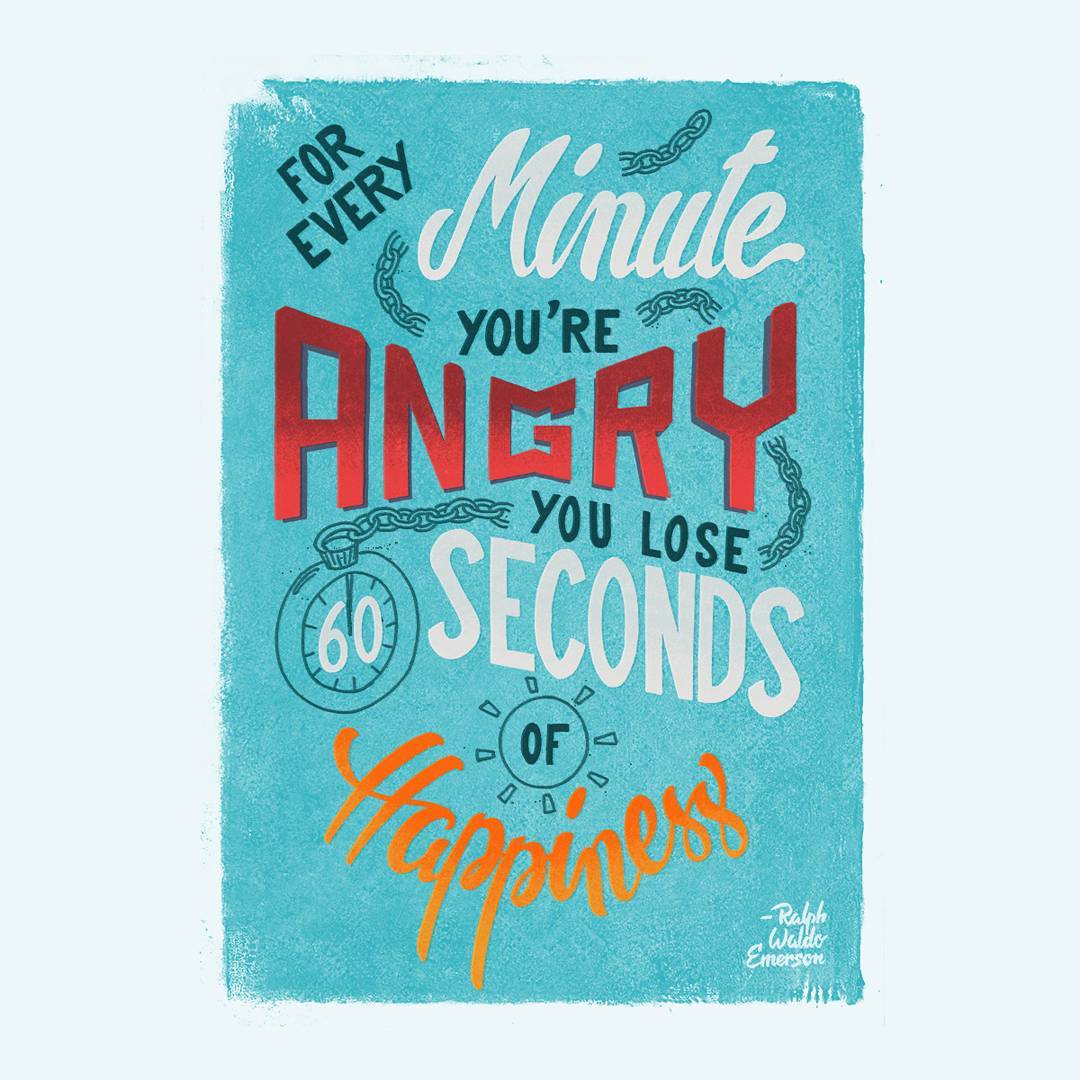 FOR
EVERY
Minute
YOU'RE
ANGRY
YOU LOSE
60 SECONDS
OF
Happiness
-Ralph
Waldo
Emerson